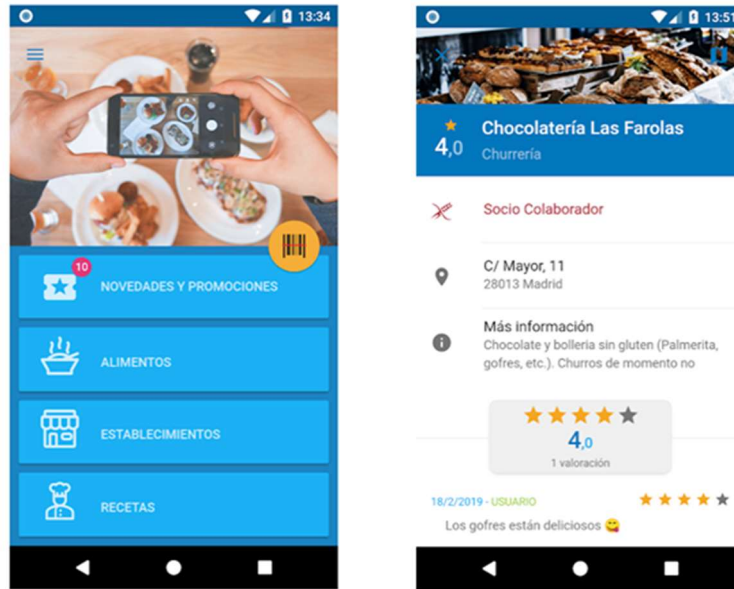 13:34
10
NOVEDADES Y PROMOCIONES
ALIMENTOS
ESTABLECIMIENTOS
RECETAS
13:51
4,0
Chocolatería Las Farolas
Churrería
Socio Colaborador
C/ Mayor, 11
28013 Madrid
Más información
Chocolate y bolleria sin gluten (Palmerita,
gofres, etc.). Churros de momento no
4,0
1 valoración
18/2/2019 - USUARIO
Los gofres están deliciosos 😋